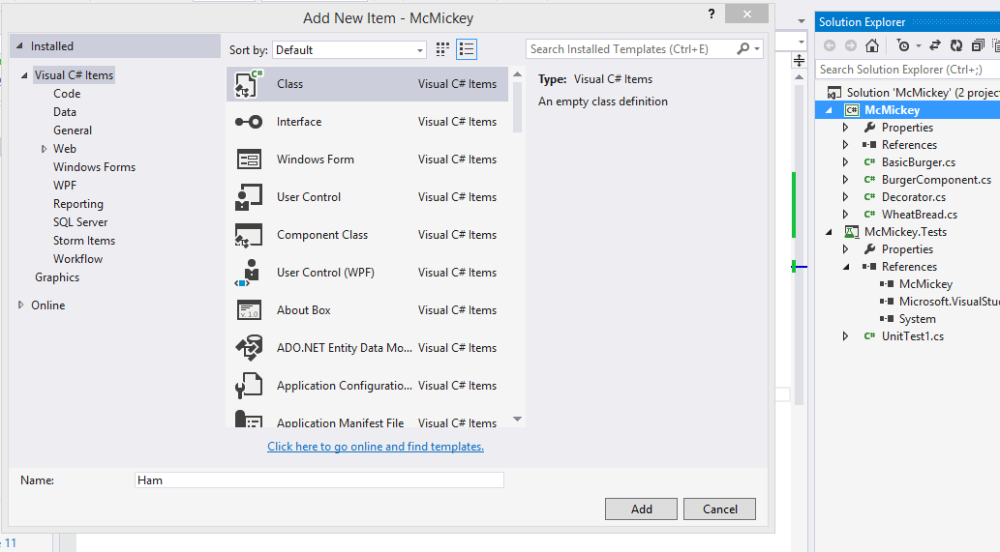 Add New Item - McMickey
?
Installed
Visual C# Items
Code
Data
General
Web
Windows Forms
WPF
Reporting
SQL Server
Storm Items
Workflow
Graphics
Online
Sort by: Default
Class Visual C# Items
Interface Visual C# Items
Windows Form Visual C# Items
User Control Visual C# Items
Component Class Visual C# Items
User Control (WPF) Visual C# Items
About Box Visual C# Items
ADO.NET Entity Data Mo... Visual C# Items
Application Configuratio... Visual C# Items
Application Manifest File Visual C# Items
Click here to go online and find templates.
Search Installed Templates (Ctrl+E)
Type: Visual C# Items
An empty class definition
Name: Ham
Add Cancel
Solution Explorer
Search Solution Explorer (Ctrl+;)
Solution 'McMickey' (2 project
C# McMickey
Properties
References
C# BasicBurger.cs
C# BurgerComponent.cs
C# Decorator.cs
C# WheatBread.cs
McMickey.Tests
Properties
References
McMickey
Microsoft.VisualStu
System
C# UnitTest1.cs
11